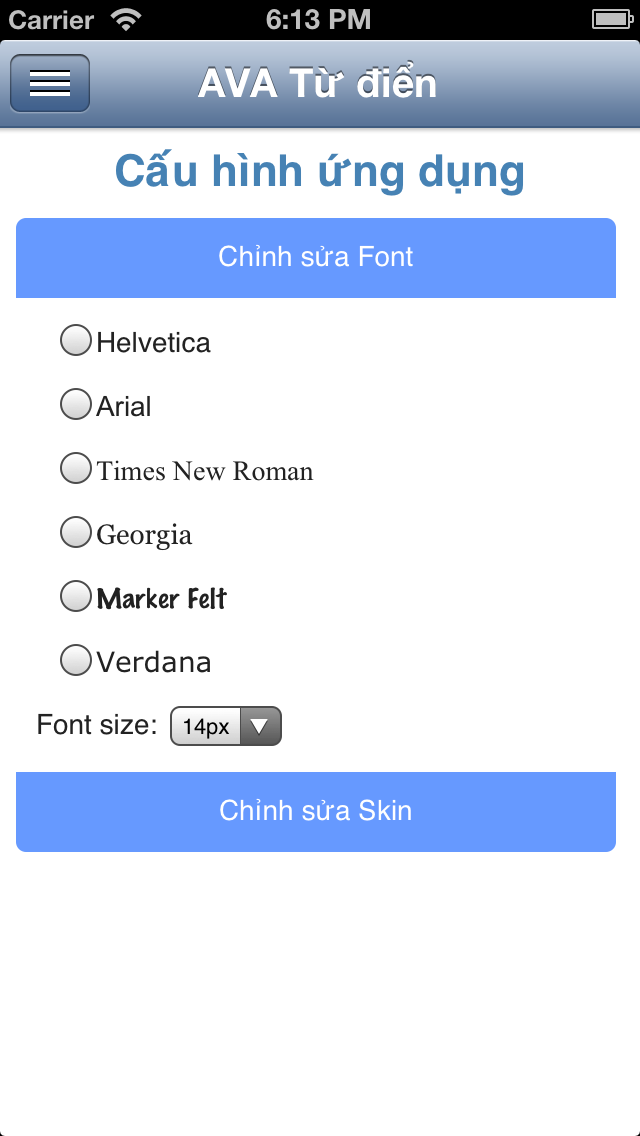 Carrier 6:13 PM
AVA Từ điển
Cấu hình ứng dụng
Chỉnh sửa Font
Helvetica
Arial
Times New Roman
Georgia
Marker Felt
Verdana
Font size: 14px
Chỉnh sửa Skin